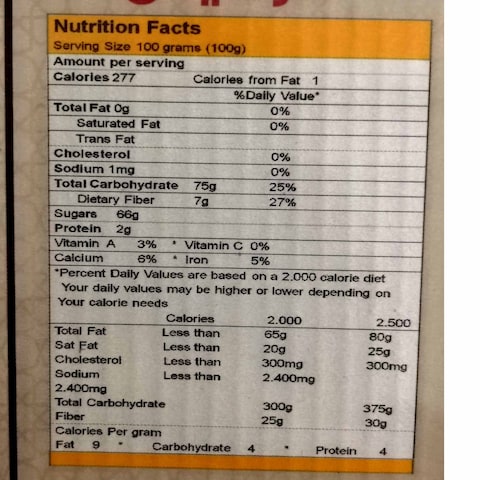 Nutrition Facts
Serving Size 100 grams (100g)
Amount per serving
Calories 277 Calories from Fat 1
%Daily Value*
Total Fat 0g 0%
Saturated Fat 0%
Trans Fat
Cholesterol 0%
Sodium 1mg 0%
Total Carbohydrate 75g 25%
Dietary Fiber 7g 27%
Sugars 66g
Protein 2g
Vitamin A 3% * Vitamin C 0%
Calcium 6% * Iron 5%
*Percent Daily Values are based on a 2.000 calorie diet
Your daily values may be higher or lower depending on
Your calorie needs
Calories 2.000 2.500
Total Fat Less than 65g 80g
Sat Fat Less than 20g 25g
Cholesterol Less than 300mg 300mg
Sodium Less than 2.400mg
2.400mg
Total Carbohydrate 300g 375g
Fiber 25g 30g
Calories Per gram
Fat 9 * Carbohydrate 4 * Protein 4